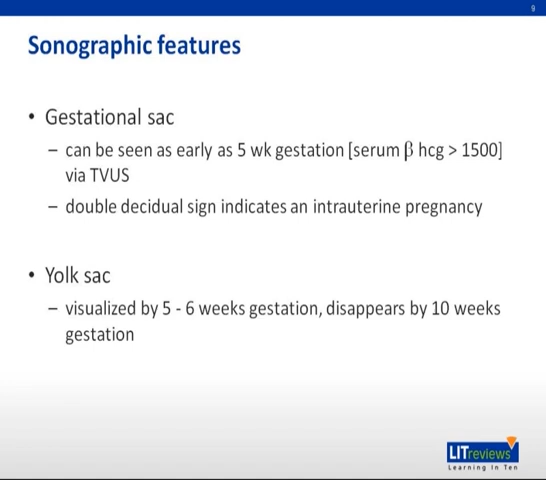 9
Sonographic features
• Gestational sac
– can be seen as early as 5 wk gestation [serum β hcg > 1500]
via TVUS
– double decidual sign indicates an intrauterine pregnancy
• Yolk sac
– visualized by 5 - 6 weeks gestation, disappears by 10 weeks
gestation
LITreviews
Learning In Ten